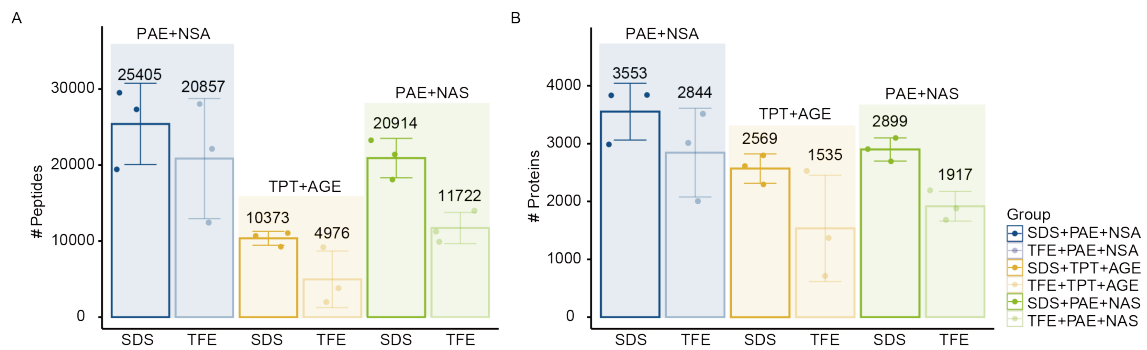 A
PAE+NSA
25405
20857
TPT+AGE
10373
4976
PAE+NAS
20914
11722
# Peptides
30000
20000
10000
0
SDS
TFE
SDS
TFE
SDS
TFE
B
PAE+NSA
3553
2844
TPT+AGE
2569
1535
PAE+NAS
2899
1917
# Proteins
4000
3000
2000
1000
0
SDS
TFE
SDS
TFE
SDS
TFE
Group
SDS+PAE+NSA
TFE+PAE+NSA
SDS+TPT+AGE
TFE+TPT+AGE
SDS+PAE+NAS
TFE+PAE+NAS